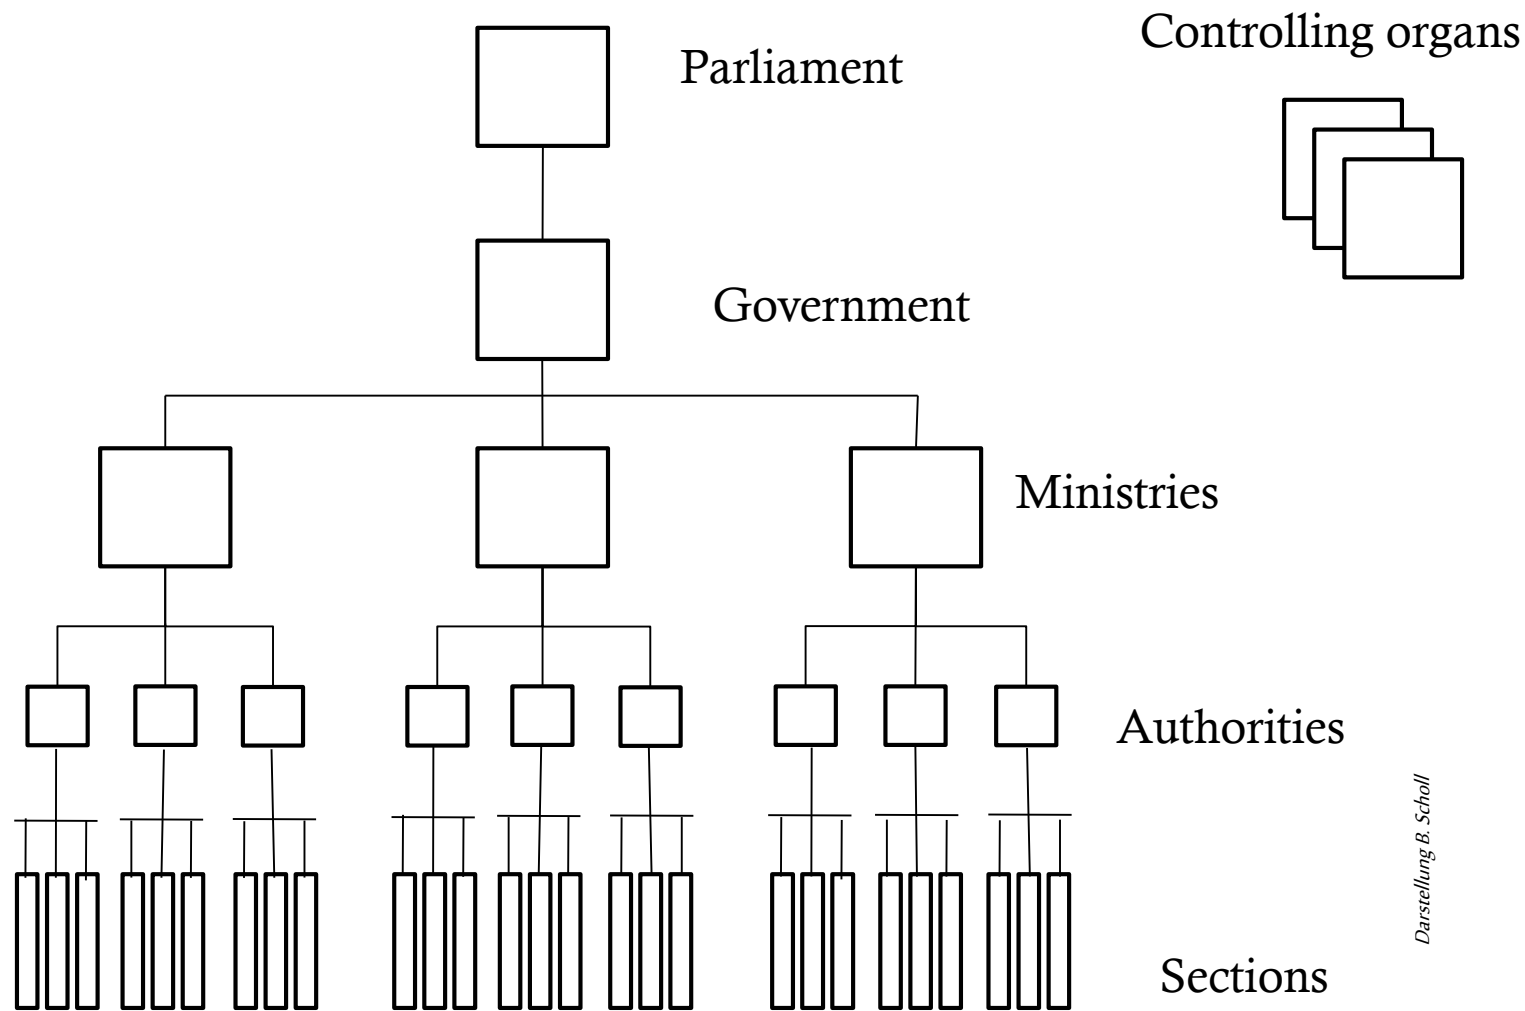 Controlling organs
Parliament
Government
Ministries
Authorities
Darstellung B. Scholl
Sections